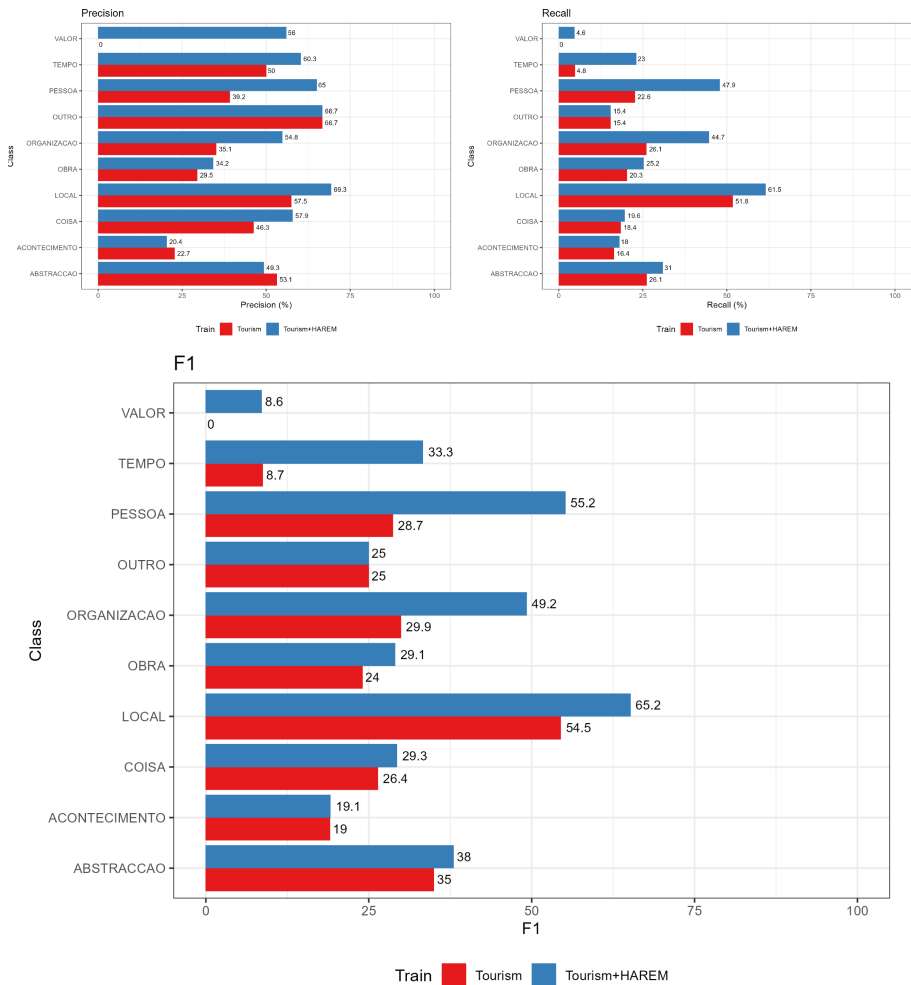 Precision
Class
VALOR
56
0
TEMPO
60.3
50
PESSOA
65
39.2
OUTRO
66.7
66.7
ORGANIZACAO
54.8
35.1
OBRA
34.2
29.5
LOCAL
69.3
57.5
COISA
57.9
46.3
ACONTECIMENTO
20.4
22.7
ABSTRACCAO
49.3
53.1
0 25 50 75 100
Precision (%)
Train Tourism Tourism+HAREM
Recall
Class
VALOR
4.6
0
TEMPO
23
4.8
PESSOA
47.9
22.6
OUTRO
15.4
15.4
ORGANIZACAO
44.7
26.1
OBRA
25.2
20.3
LOCAL
61.5
51.8
COISA
19.6
18.4
ACONTECIMENTO
18
16.4
ABSTRACCAO
31
26.1
0 25 50 75 100
Recall (%)
Train Tourism Tourism+HAREM
F1
Class
VALOR
8.6
0
TEMPO
33.3
8.7
PESSOA
55.2
28.7
OUTRO
25
25
ORGANIZACAO
49.2
29.9
OBRA
29.1
24
LOCAL
65.2
54.5
COISA
29.3
26.4
ACONTECIMENTO
19.1
19
ABSTRACCAO
38
35
0 25 50 75 100
F1
Train Tourism Tourism+HAREM